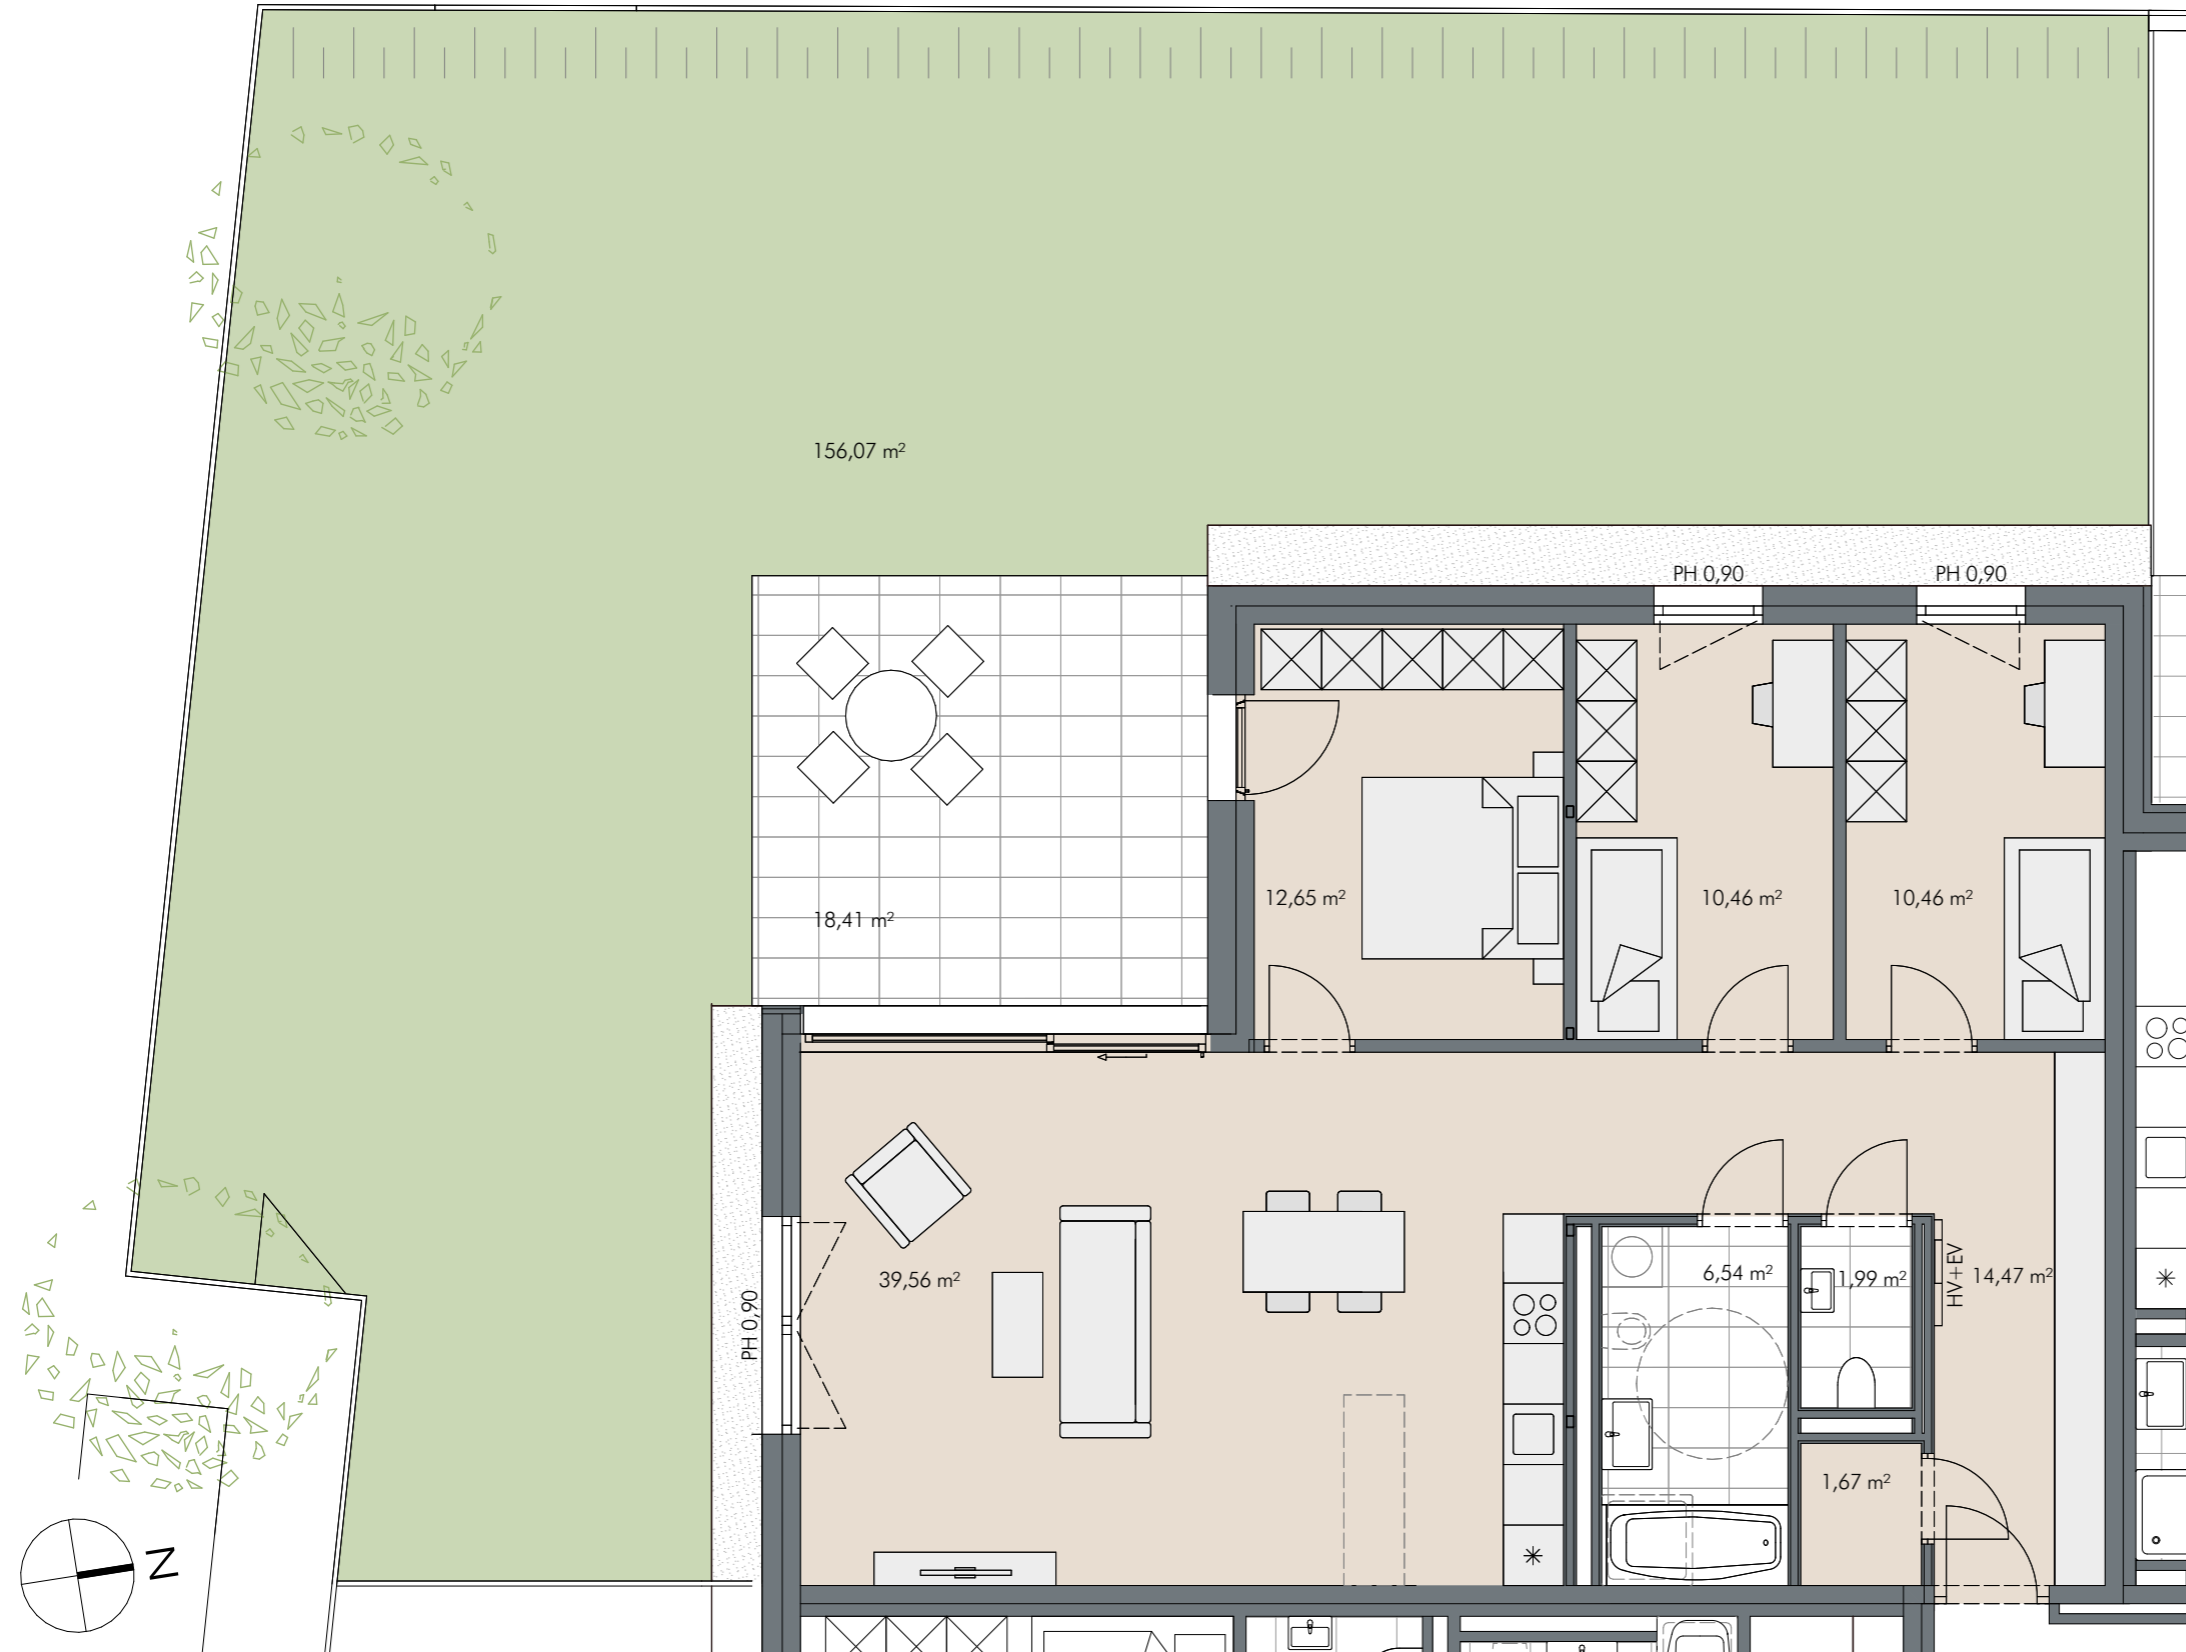 156,07 m²
PH 0,90
PH 0,90
12,65 m²
10,46 m²
10,46 m²
18,41 m²
39,56 m²
6,54 m²
1,99 m²
HV+EV
14,47 m²
PH 0,90
1,67 m²
N